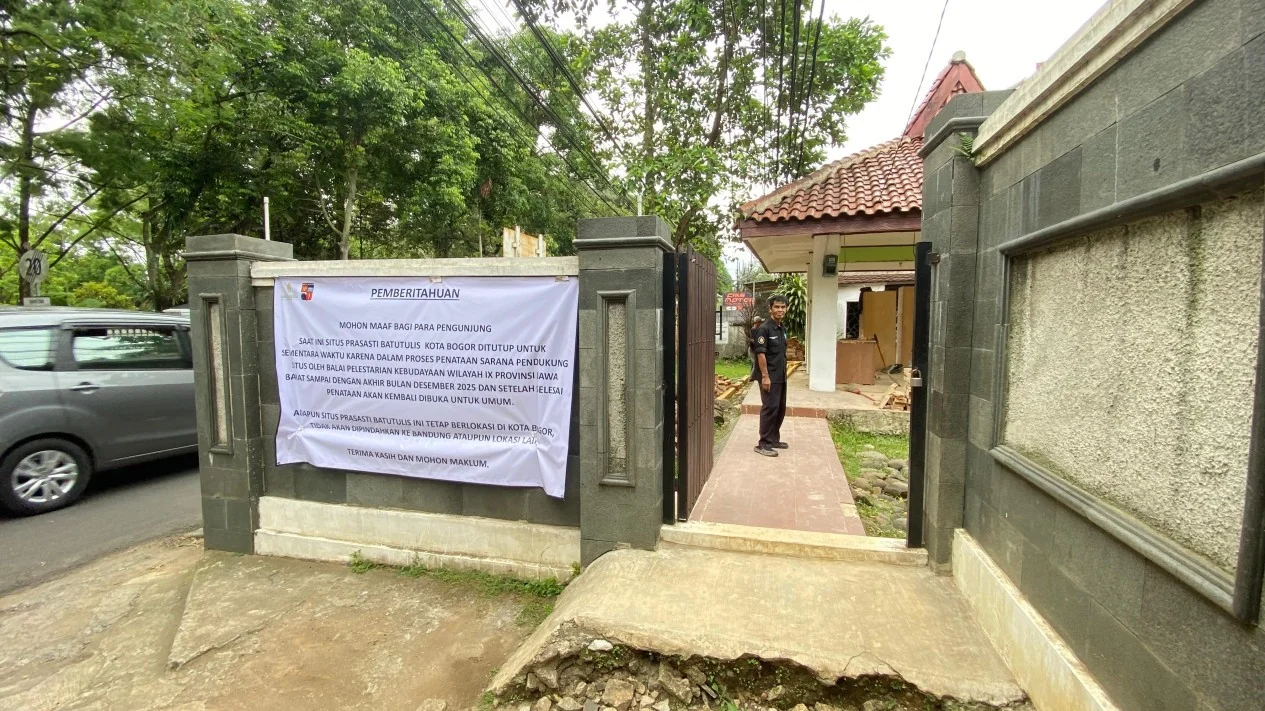 PEMBERITAHUAN
MOHON MAAF BAGI PARA PENGUNJUNG
SAAT INI SITUS PRASASTI BATUTULIS KOTA BOGOR DITUTUP UNTUK
SEMENTARA WAKTU KARENA DALAM PROSES PENATAAN SARANA PENDUKUNG
SITUS OLEH BALAI PELESTARIAN KEBUDAYAAN WILAYAH IX PROVINSI JAWA
BARAT SAMPAI DENGAN AKHIR BULAN DESEMBER 2025 DAN SETELAH SELESAI
PENATAAN AKAN KEMBALI DIBUKA UNTUK UMUM.
ADAPUN SITUS PRASASTI BATUTULIS INI TETAP BERLOKASI DI KOTA BOGOR,
TIDAK AKAN DIPINDAHKAN KE BANDUNG ATAUPUN LOKASI LAIN.
TERIMA KASIH DAN MOHON MAKLUM.
20